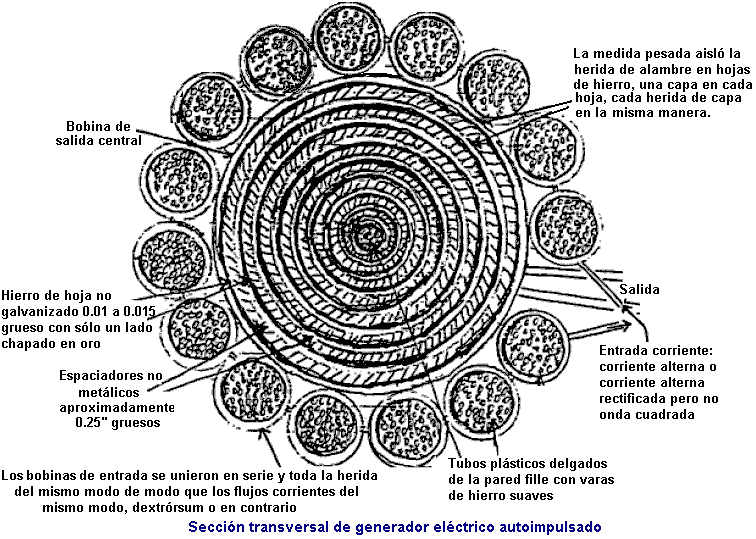 La medida pesada aisló la
herida de alambre en hojas
de hierro, una capa en cada
hoja, cada herida de capa
en la misma manera.
Bobina de
salida central
Hierro de hoja no
galvanizado 0.01 a 0.015
grueso con sólo un lado
chapado en oro
Salida
Entrada corriente:
corriente alterna o
corriente alterna
rectificada pero no
onda cuadrada
Espaciadores no
metálicos
aproximadamente
0.25" gruesos
Los bobinas de entrada se unieron en serie y toda la herida
del mismo modo de modo que los flujos corrientes del
mismo modo, dextrórsum o en contrario
Tubos plásticos delgados
de la pared fille con varas
de hierro suaves
Sección transversal de generador eléctrico autoimpulsado